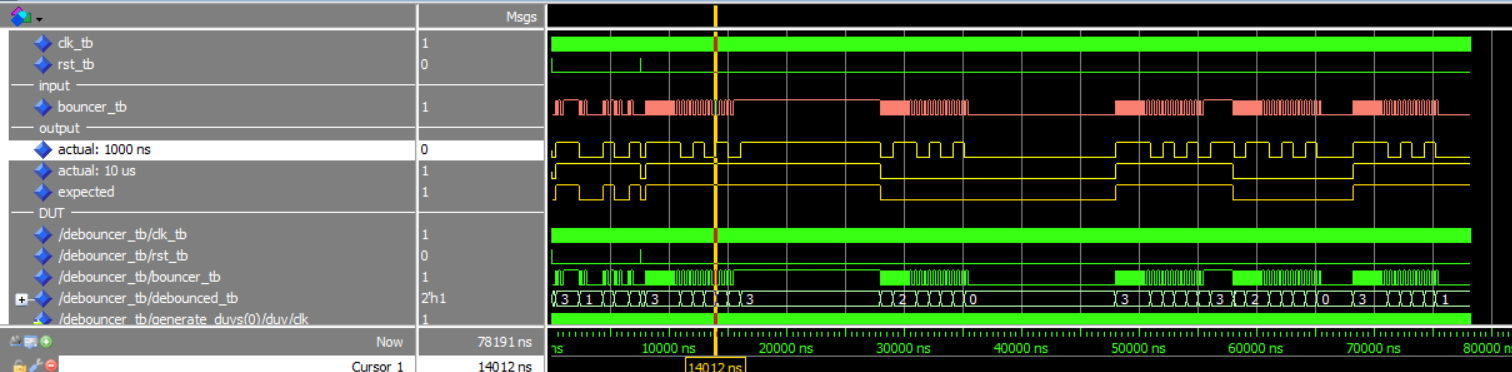 Msgs
clk_tb 1
rst_tb 0
input
bouncer_tb 1
output
actual: 1000 ns 0
actual: 10 us 1
expected 1
DUT
/debouncer_tb/clk_tb 1
/debouncer_tb/rst_tb 0
/debouncer_tb/bouncer_tb 1
/debouncer_tb/debounced_tb 2'h1 3 1 3 3 2 0 3 3 2 0 3 1
/debouncer_tb/generate_duvs(0)/duv/clk 1
Now 78191 ns ns 10000 ns 20000 ns 30000 ns 40000 ns 50000 ns 60000 ns 70000 ns 80000 n
Cursor 1 14012 ns 14012 ns